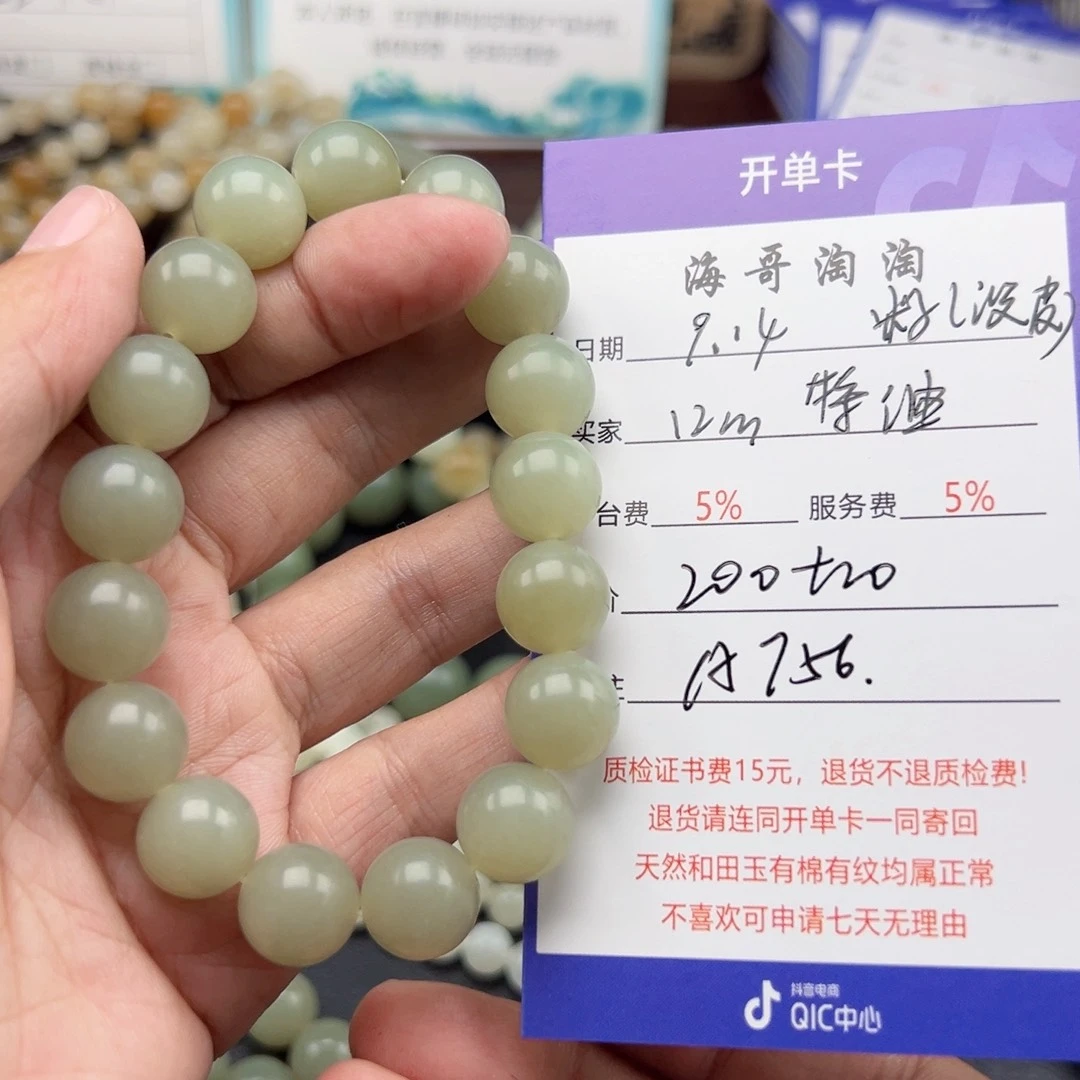 开单卡
海哥淘淘
9.14 (没皮)
日期
12m 特
买家
台费 5% 服务费 5%
200+20
A756.
质检证书费15元，退货不退质检费!
退货请连同开单卡一同寄回
天然和田玉有棉有纹均属正常
不喜欢可申请七天无理由
抖音电商
QIC中心